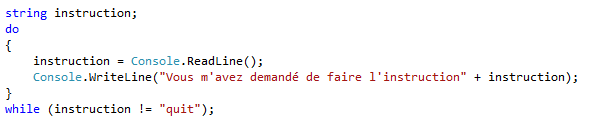 string instruction;
do
{
    instruction = Console.ReadLine();
    Console.WriteLine("Vous m'avez demandé de faire l'instruction" + instruction);
}
while (instruction != "quit");